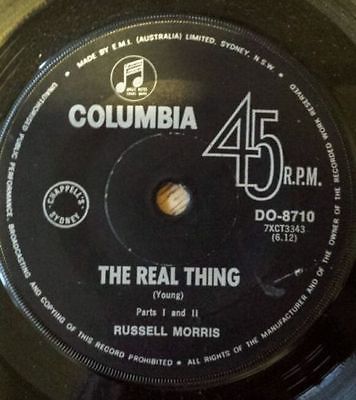 MADE BY E.M.I. (AUSTRALIA) LIMITED, SYDNEY, N.S.W.
ALL RIGHTS OF THE MANUFACTURER AND OF THE OWNER OF THE RECORDED WORK RESERVED
UNAUTHORISED PUBLIC PERFORMANCE, BROADCASTING AND COPYING OF THIS RECORD PROHIBITED
COLUMBIA
45 R.P.M.
CHAPPELL'S
SYDNEY
DO-8710
7XCT3343
(6.12)
THE REAL THING
(Young)
Parts I and II
RUSSELL MORRIS